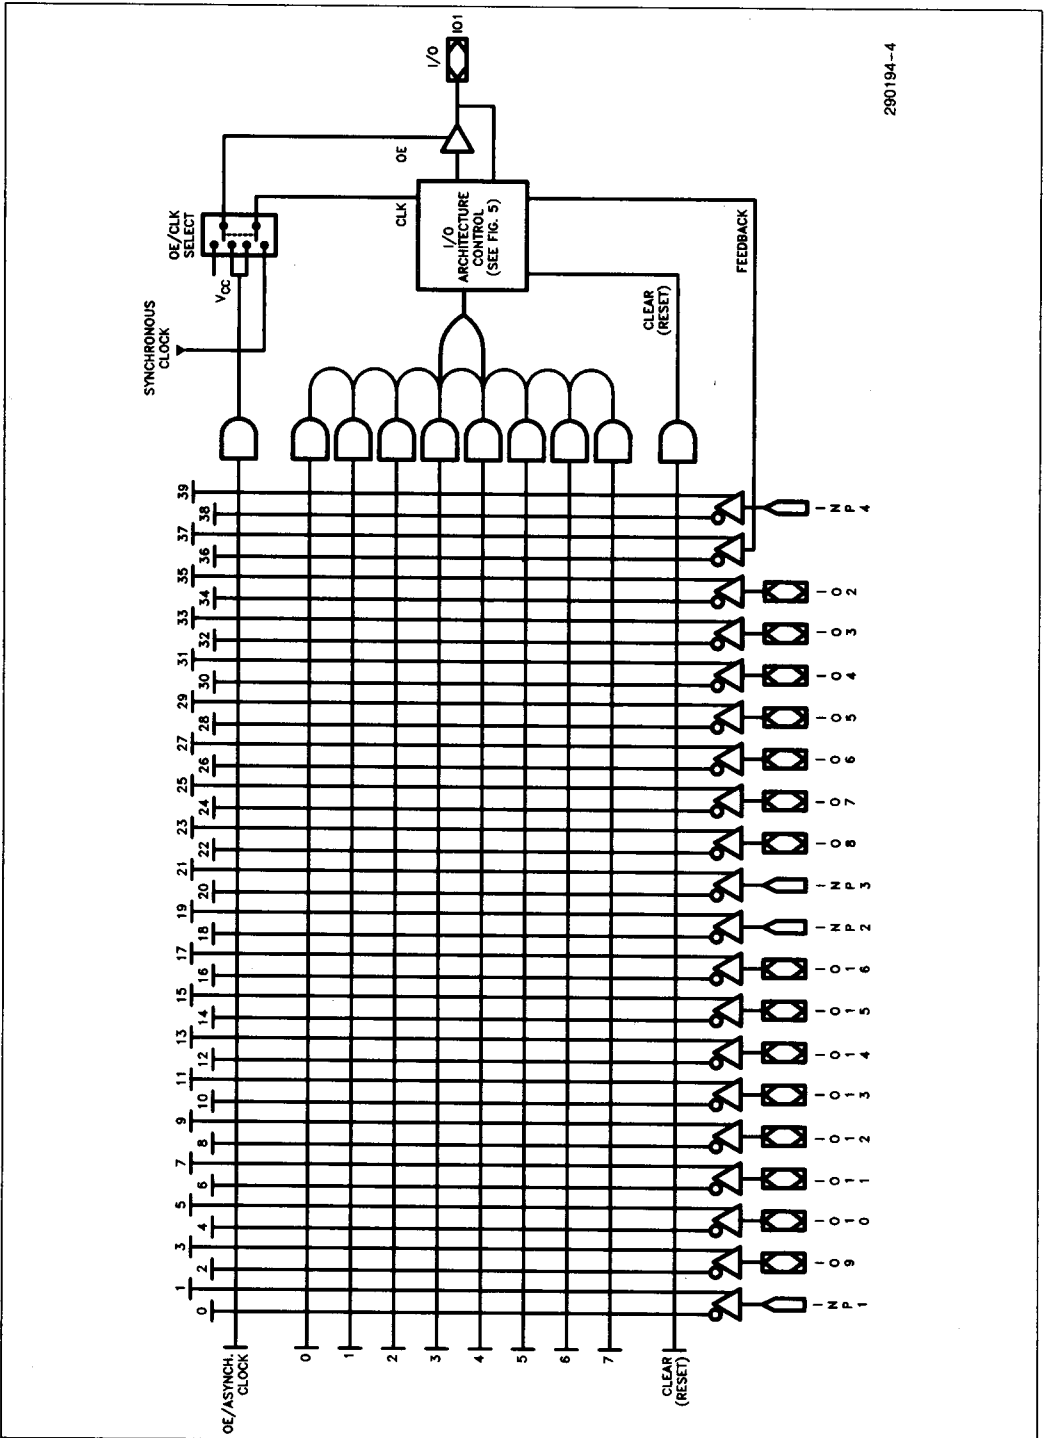 SYNCHRONOUS
CLOCK
OE/CLK
SELECT
VCC
OE
I/O
IO1
CLK
I/O
ARCHITECTURE
CONTROL
(SEE FIG. 5)
CLEAR
(RESET)
FEEDBACK
0 1 2 3 4 5 6 7 8 9 10 11 12 13 14 15 16 17 18 19 20 21 22 23 24 25 26 27 28 29 30 31 32 33 34 35 36 37 38 39
OE/ASYNCH.
CLOCK
0
1
2
3
4
5
6
7
CLEAR
(RESET)
INP1
IO9
IO10
IO11
IO12
IO13
IO14
IO15
IO16
INP2
INP3
IO8
IO7
IO6
IO5
IO4
IO3
IO2
INP4
290194-4